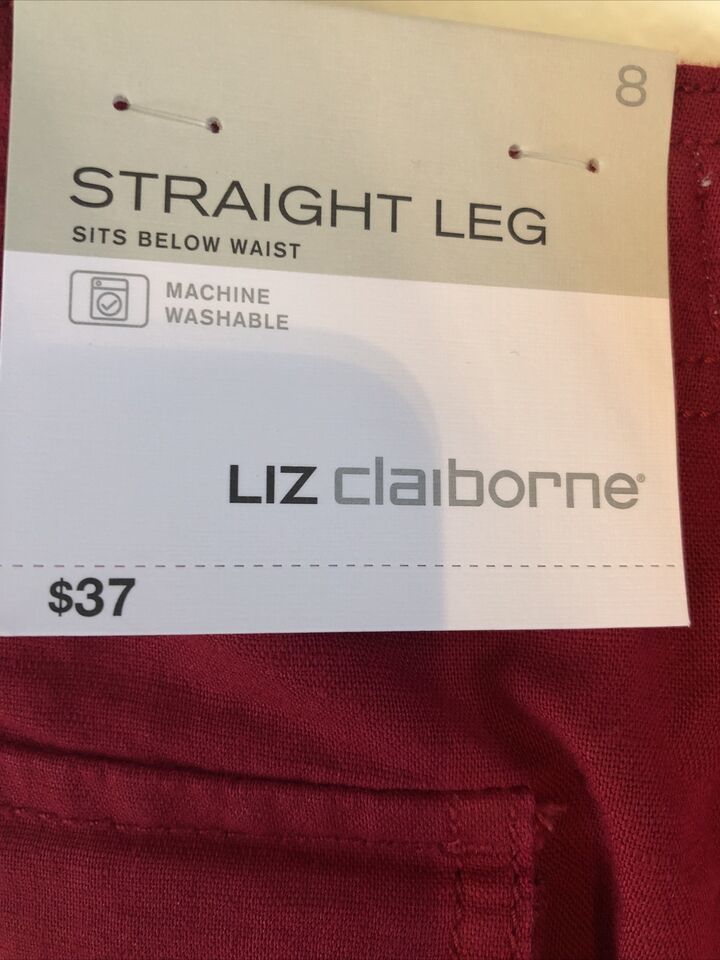 8
STRAIGHT LEG
SITS BELOW WAIST
MACHINE
WASHABLE
LIZ claiborne®
$37